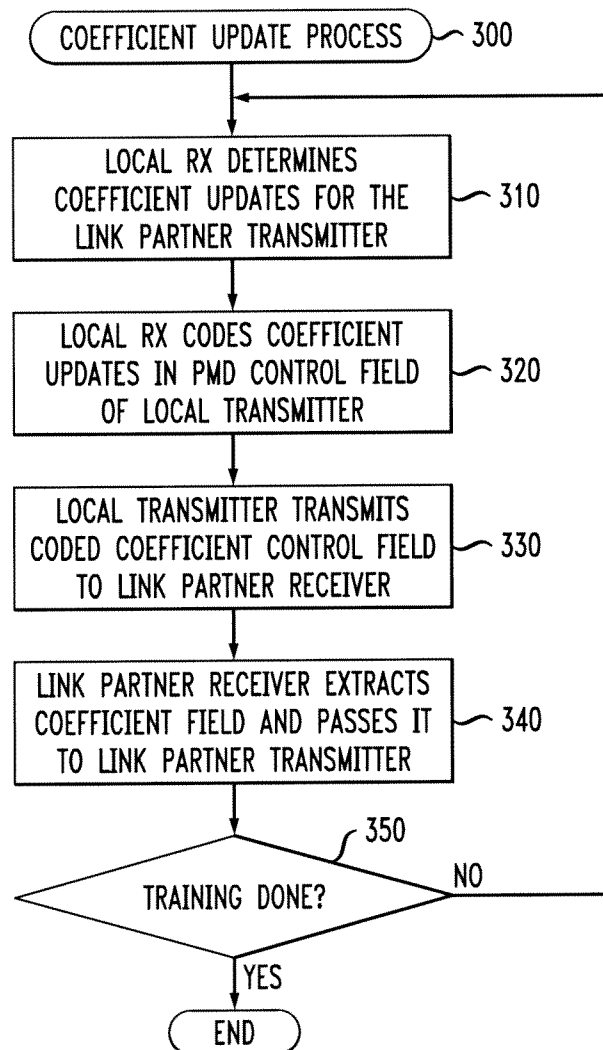 COEFFICIENT UPDATE PROCESS
300
LOCAL RX DETERMINES
COEFFICIENT UPDATES FOR THE
LINK PARTNER TRANSMITTER
310
LOCAL RX CODES COEFFICIENT
UPDATES IN PMD CONTROL FIELD
OF LOCAL TRANSMITTER
320
LOCAL TRANSMITTER TRANSMITS
CODED COEFFICIENT CONTROL FIELD
TO LINK PARTNER RECEIVER
330
LINK PARTNER RECEIVER EXTRACTS
COEFFICIENT FIELD AND PASSES IT
TO LINK PARTNER TRANSMITTER
340
350
TRAINING DONE?
NO
YES
END